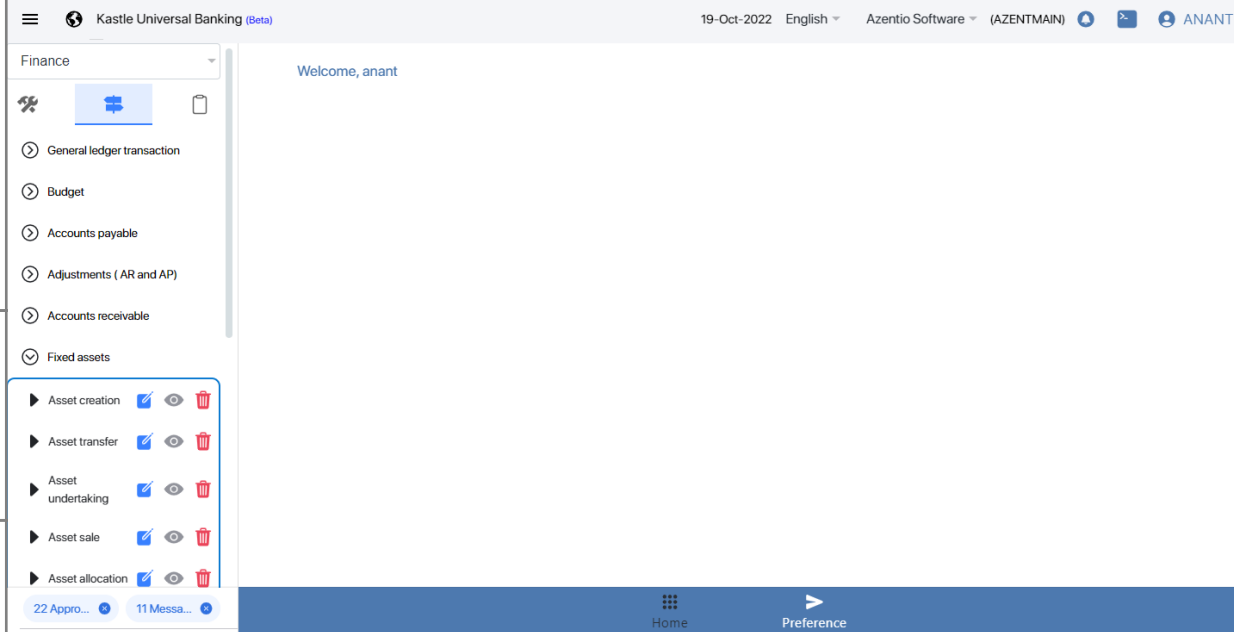 Kastle Universal Banking (Beta)
19-Oct-2022 English Azentio Software (AZENTMAIN) ANANT
Finance
Welcome, anant
General ledger transaction
Budget
Accounts payable
Adjustments ( AR and AP)
Accounts receivable
Fixed assets
Asset creation
Asset transfer
Asset
undertaking
Asset sale
Asset allocation
22 Appro...
11 Messa...
Home
Preference